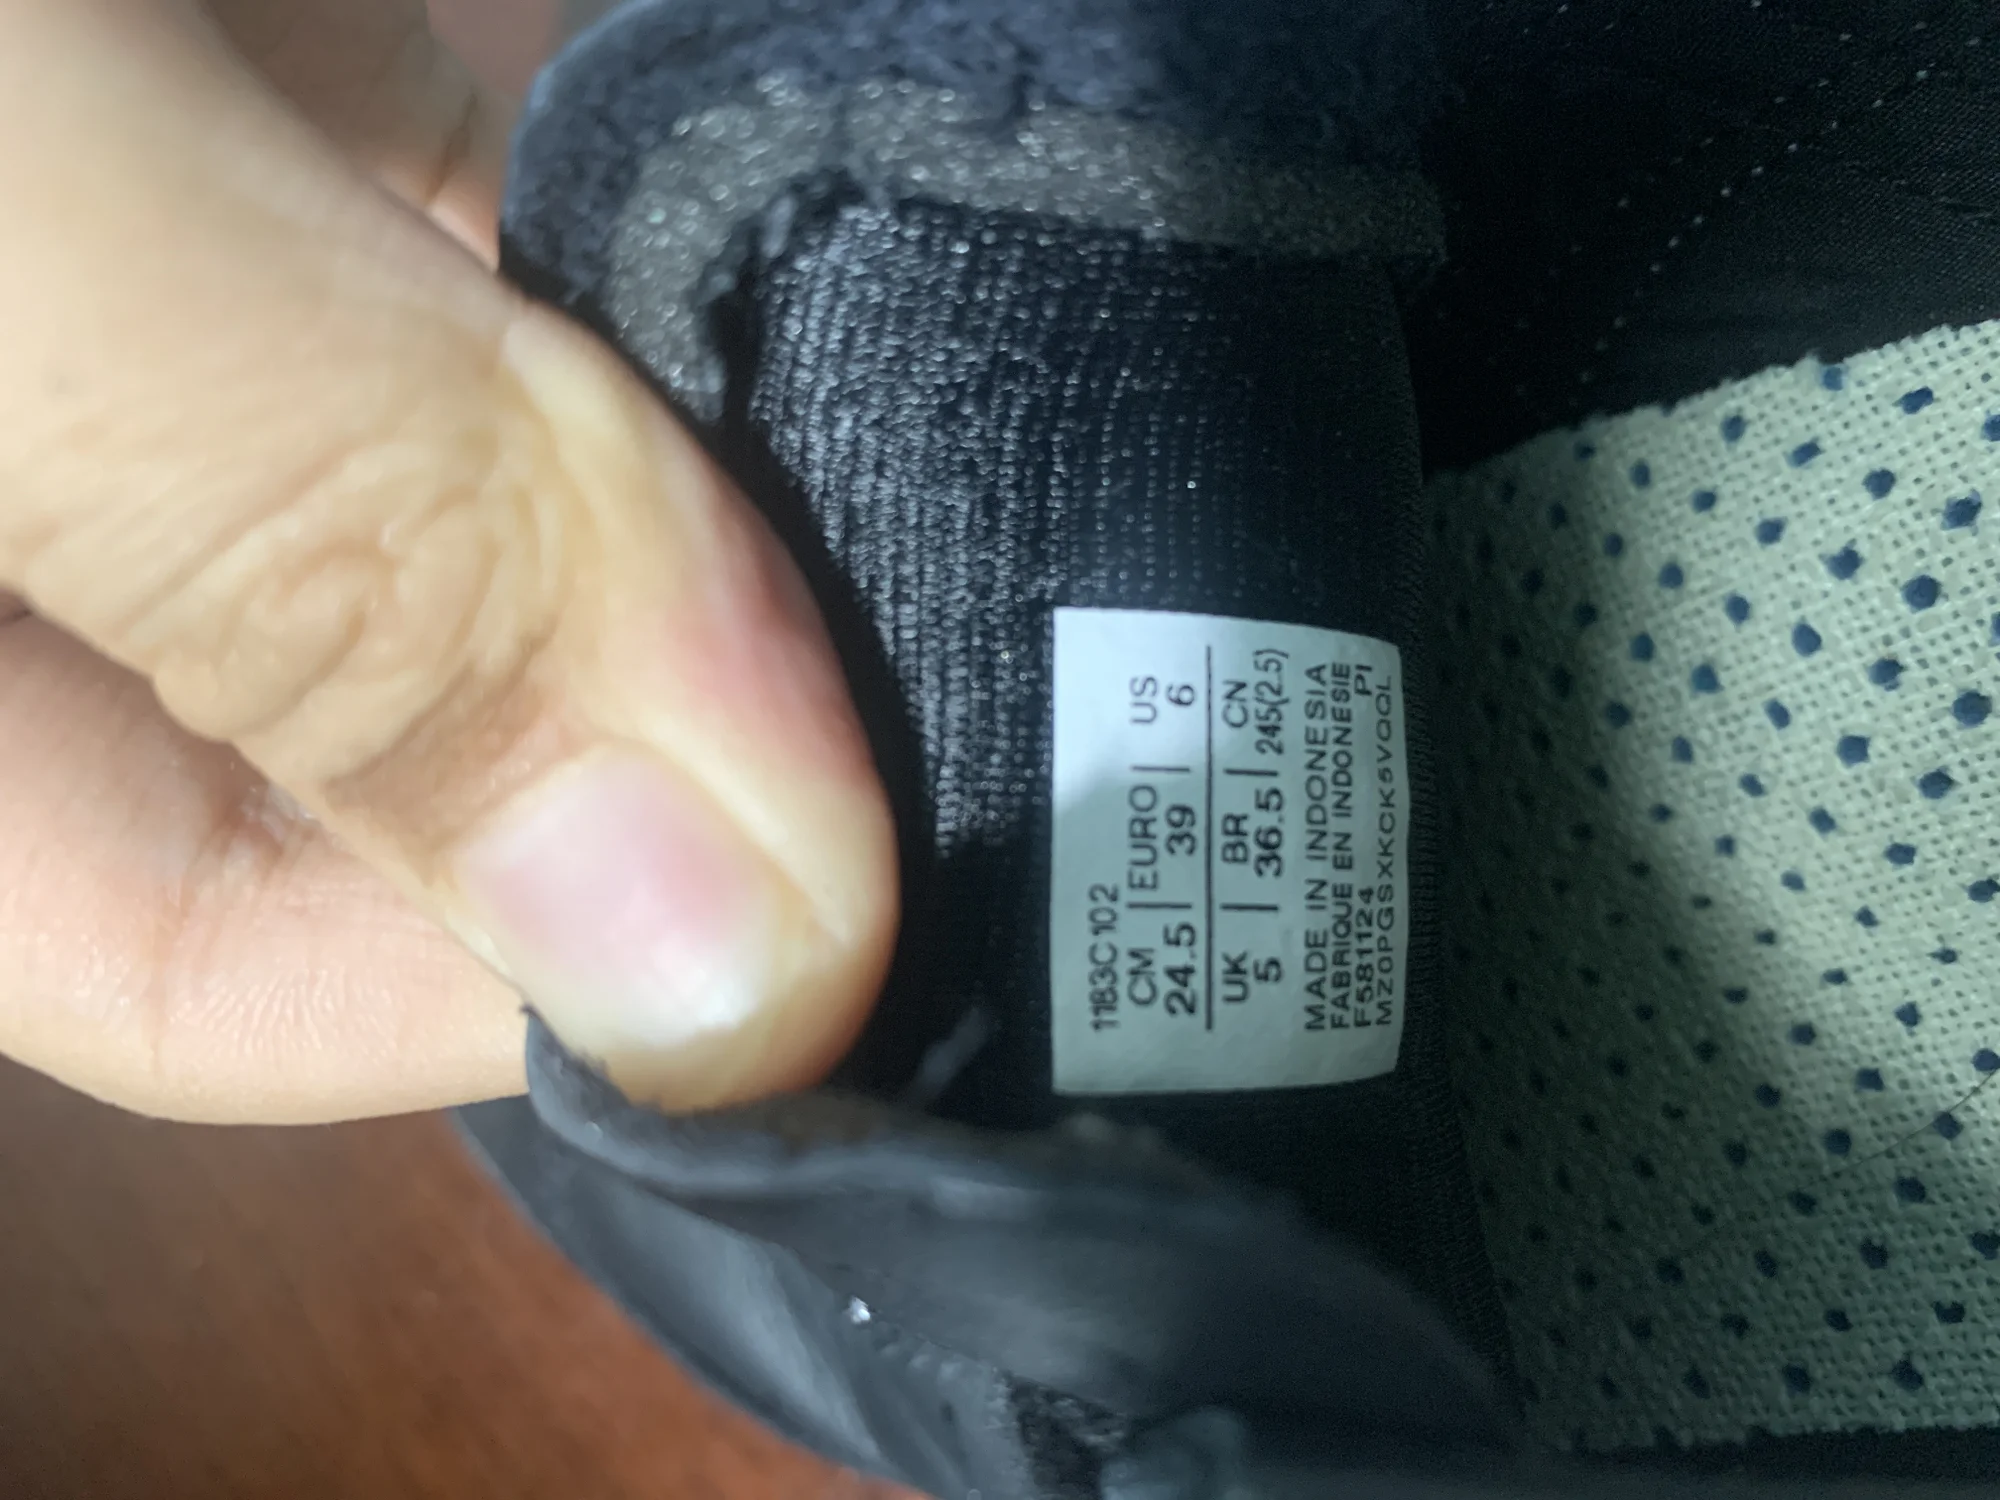 1183C102
CM | EURO | US
24.5 | 39 | 6
UK | BR | CN
5 | 36.5 | 245(2.5)
MADE IN INDONESIA
FABRIQUE EN INDONESIE
F581124 PI
MZ0PGSXKCK5VQQL